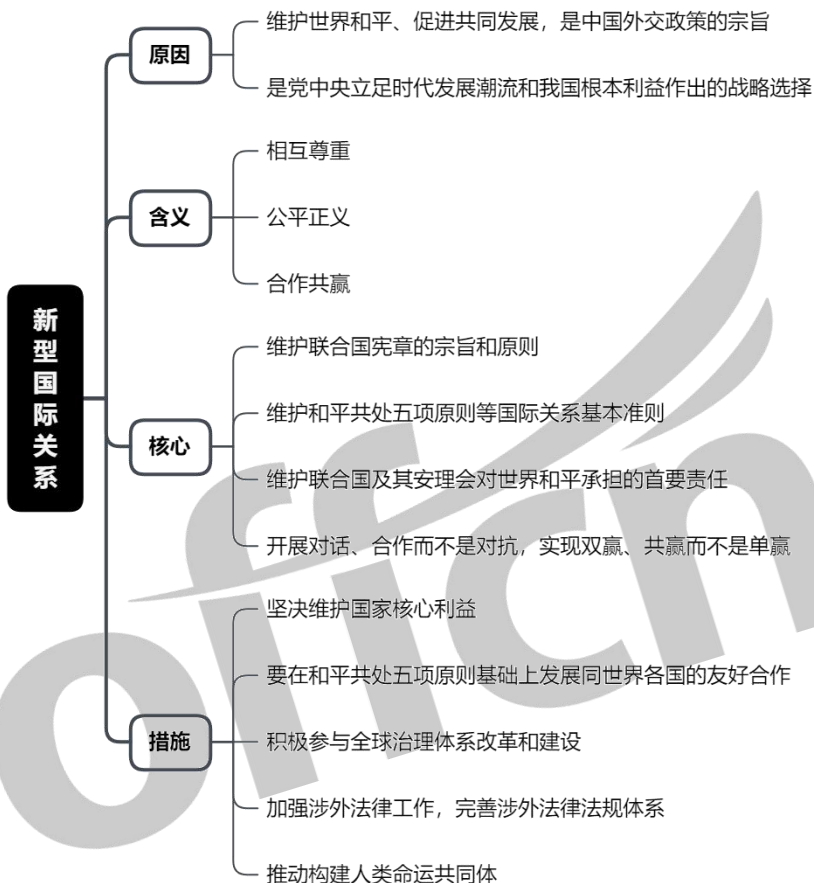 新型国际关系
原因
维护世界和平、促进共同发展，是中国外交政策的宗旨
是党中央立足时代发展潮流和我国根本利益作出的战略选择
含义
相互尊重
公平正义
合作共赢
核心
维护联合国宪章的宗旨和原则
维护和平共处五项原则等国际关系基本准则
维护联合国及其安理会对世界和平承担的首要责任
开展对话、合作而不是对抗，实现双赢、共赢而不是单赢
措施
坚决维护国家核心利益
要在和平共处五项原则基础上发展同世界各国的友好合作
积极参与全球治理体系改革和建设
加强涉外法律工作，完善涉外法律法规体系
推动构建人类命运共同体
offcn